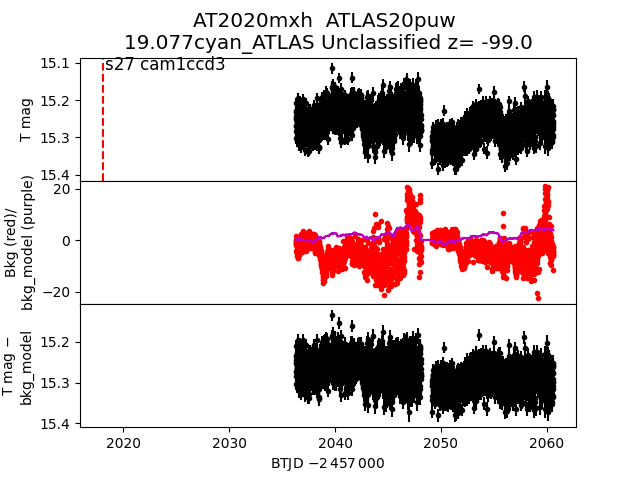 AT2020mxh  ATLAS20puw
19.077cyan_ATLAS Unclassified z= -99.0
s27 cam1ccd3
15.1
15.2
15.3
15.4
T mag
20
0
−20
Bkg (red)/
bkg_model (purple)
15.2
15.3
15.4
T mag −
bkg_model
2020
2030
2040
2050
2060
BTJD −2 457 000